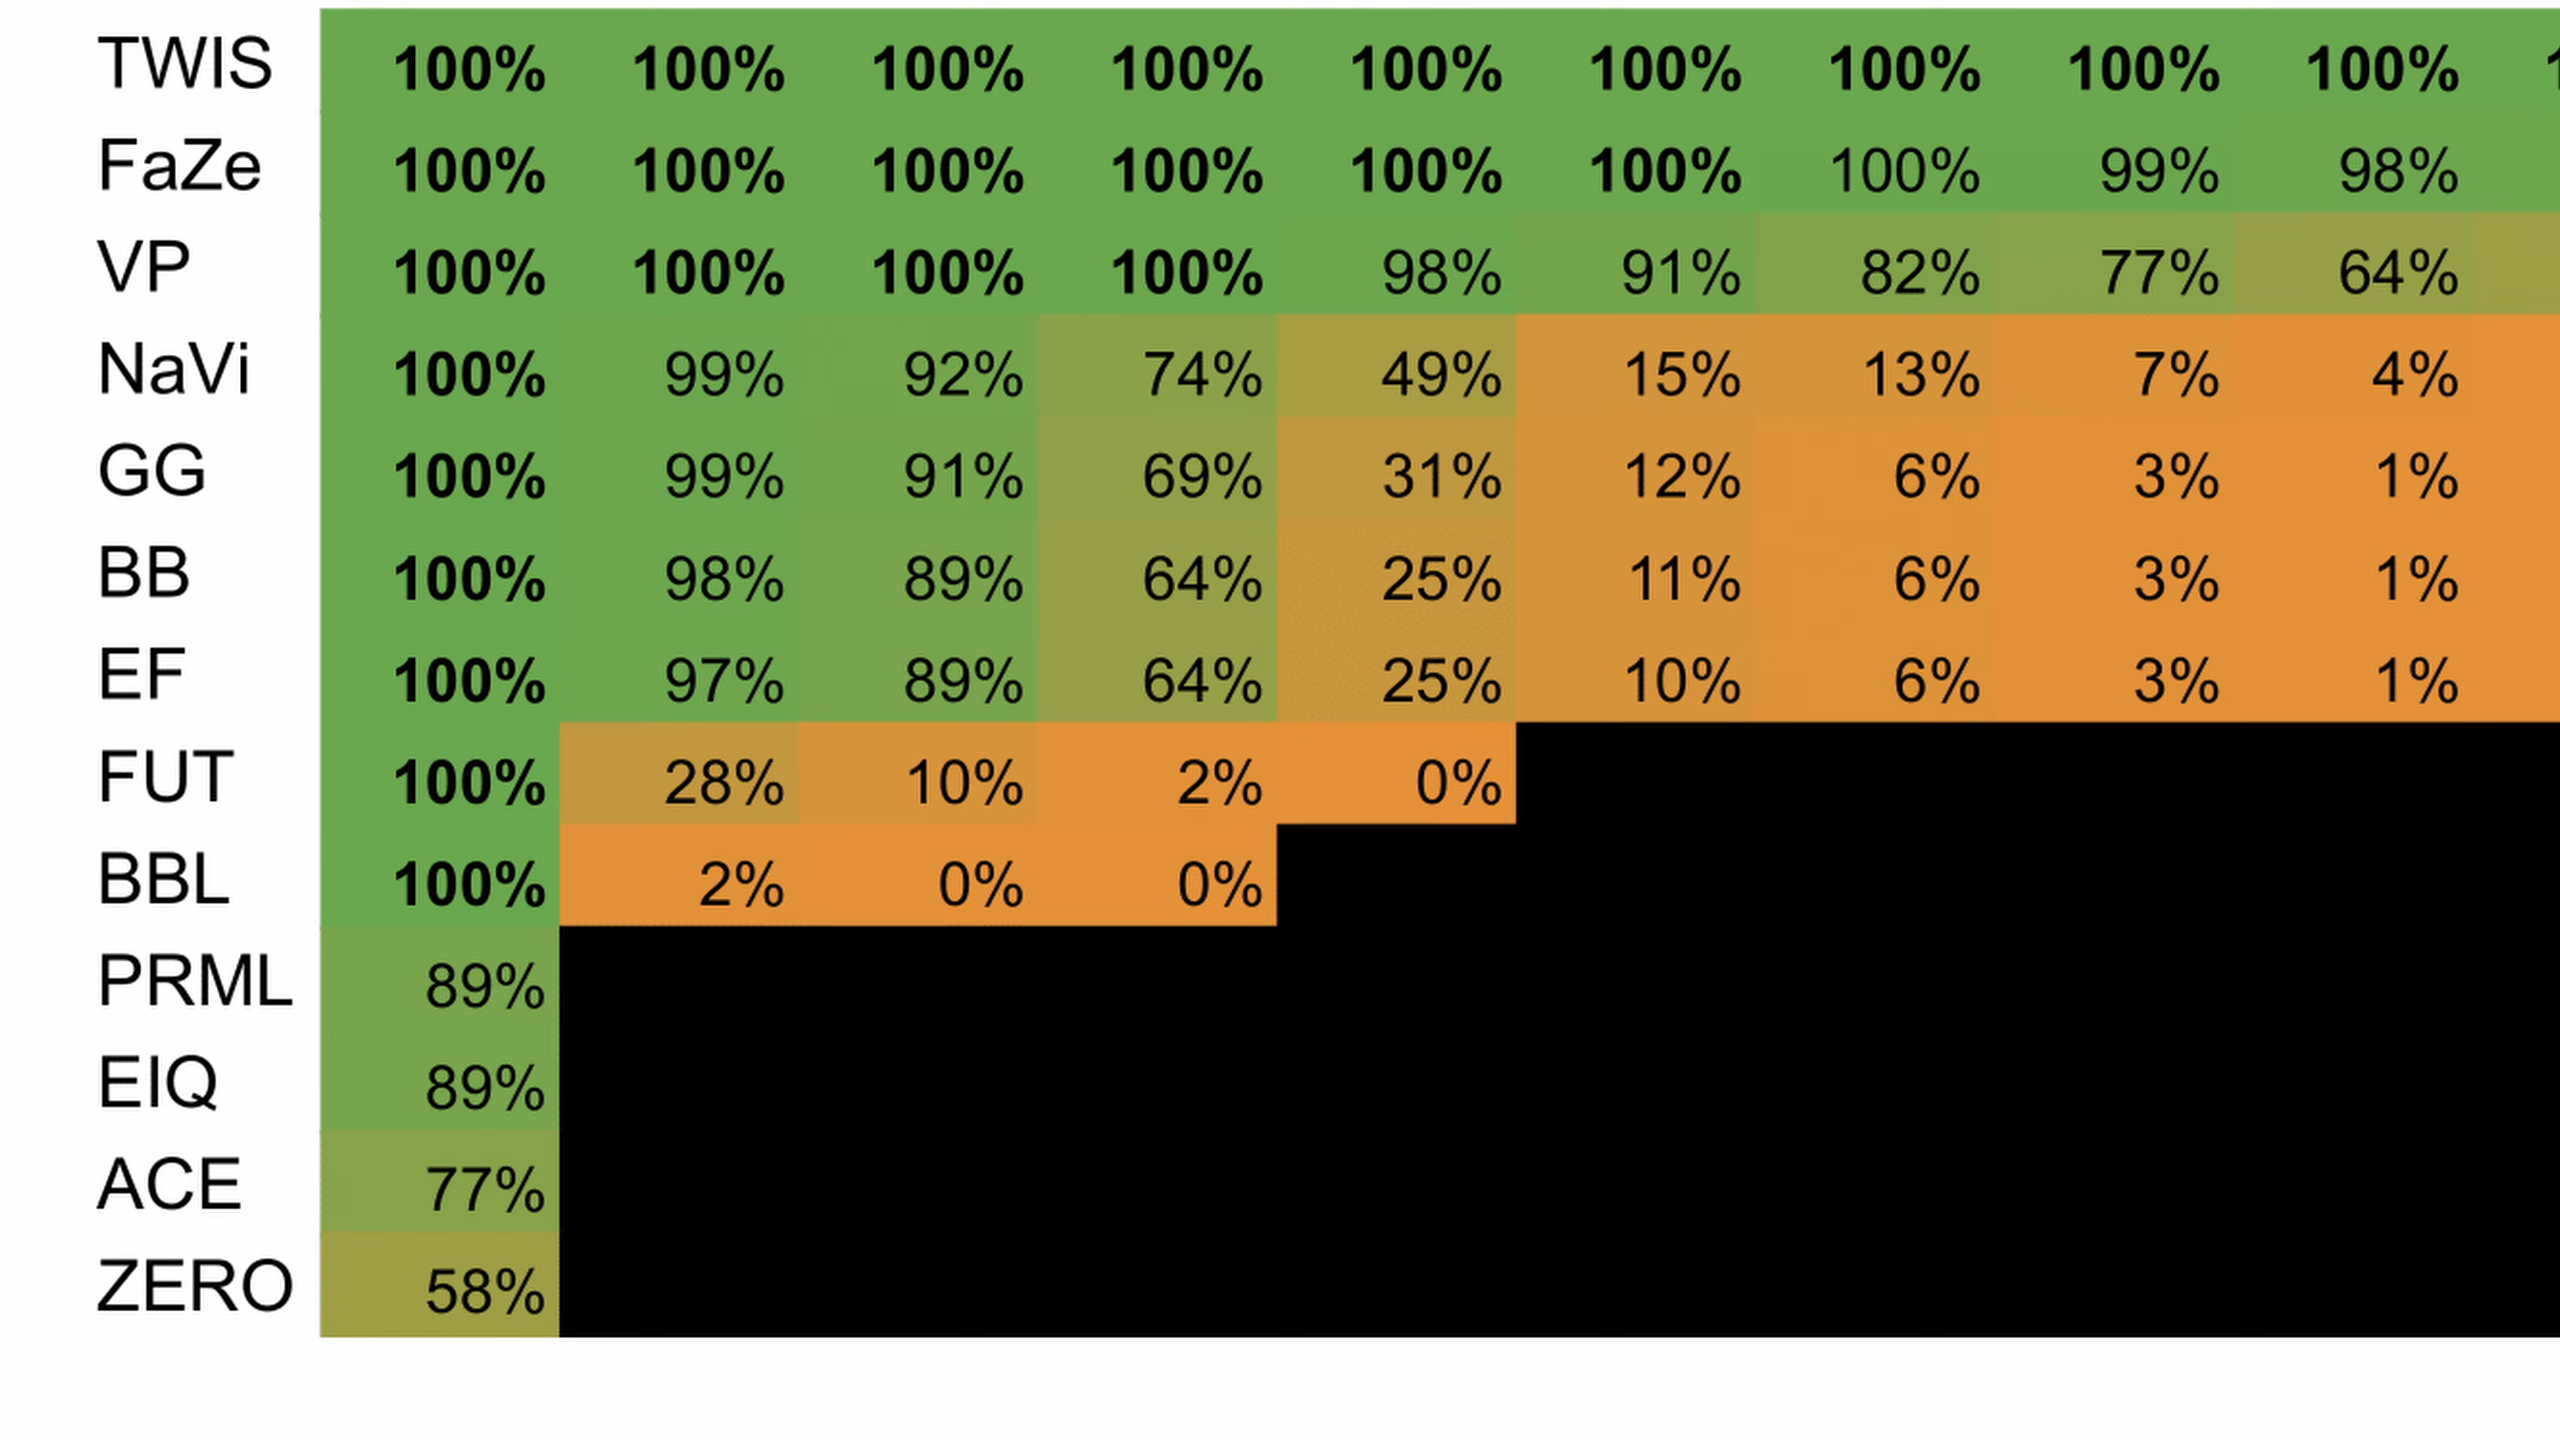 TWIS 100% 100% 100% 100% 100% 100% 100% 100% 100%
FaZe 100% 100% 100% 100% 100% 100% 100% 99% 98%
VP 100% 100% 100% 100% 98% 91% 82% 77% 64%
NaVi 100% 99% 92% 74% 49% 15% 13% 7% 4%
GG 100% 99% 91% 69% 31% 12% 6% 3% 1%
BB 100% 98% 89% 64% 25% 11% 6% 3% 1%
EF 100% 97% 89% 64% 25% 10% 6% 3% 1%
FUT 100% 28% 10% 2% 0%
BBL 100% 2% 0% 0%
PRML 89%
EIQ 89%
ACE 77%
ZERO 58%